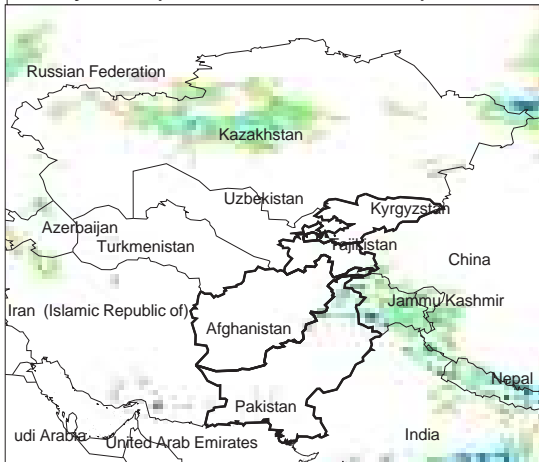 Russian Federation
Kazakhstan
Uzbekistan
Kyrgyzstan
Azerbaijan
Turkmenistan
Tajikistan
China
Iran (Islamic Republic of)
Jammu Kashmir
Afghanistan
Nepal
Pakistan
udi Arabia
United Arab Emirates
India